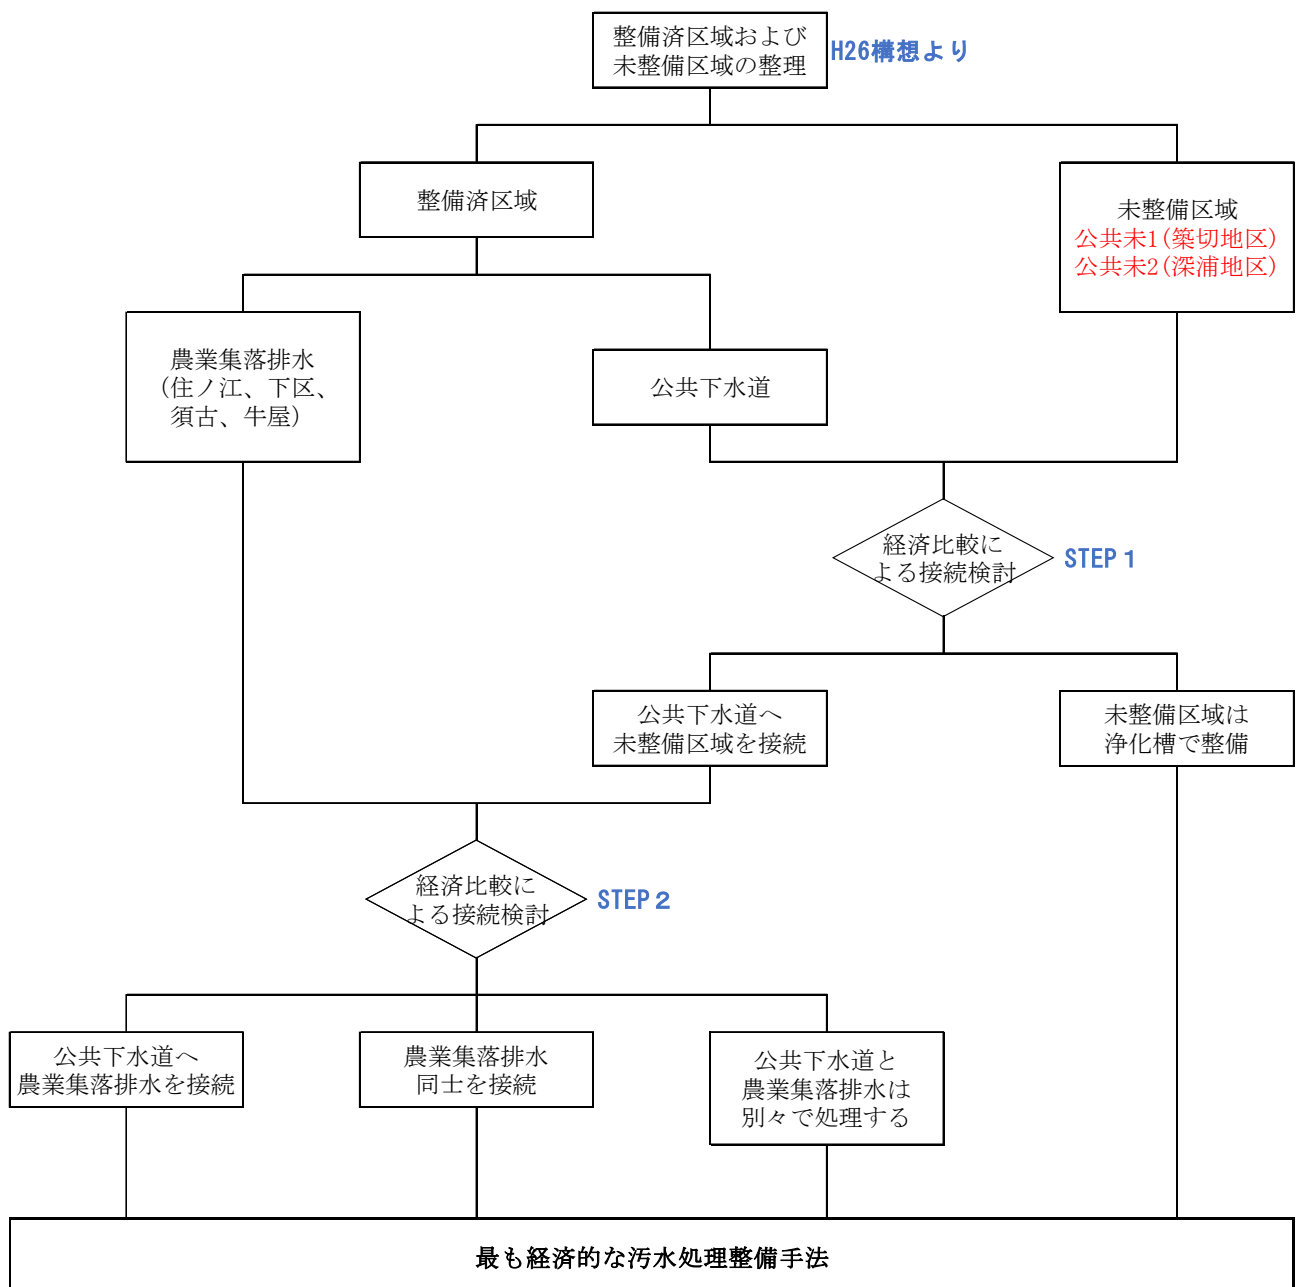 整備済区域および
未整備区域の整理
H26構想より
整備済区域
未整備区域
公共未1(築切地区)
公共未2(深浦地区)
農業集落排水
(住ノ江、下区、
須古、牛屋)
公共下水道
経済比較に
よる接続検討
STEP 1
公共下水道へ
未整備区域を接続
未整備区域は
浄化槽で整備
経済比較に
よる接続検討
STEP 2
公共下水道へ
農業集落排水を接続
農業集落排水
同士を接続
公共下水道と
農業集落排水は
別々で処理する
最も経済的な汚水処理整備手法